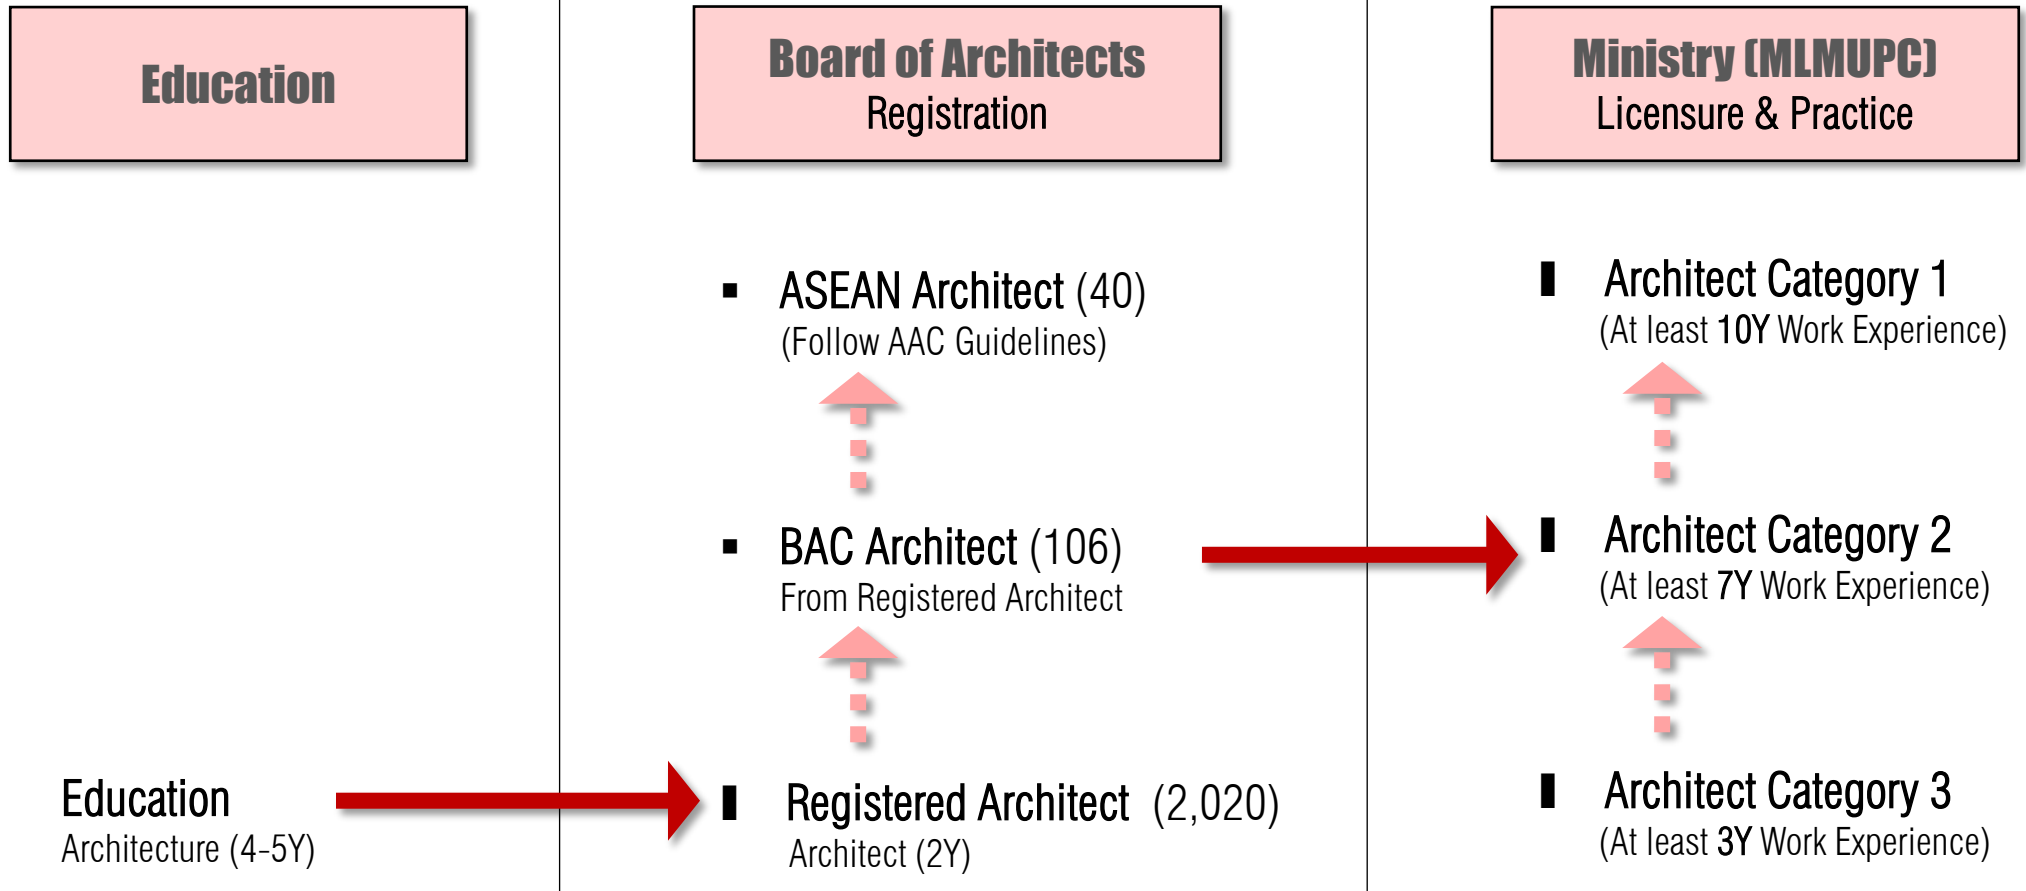 Education
Board of Architects
Registration
Ministry (MLMUPC)
Licensure & Practice
ASEAN Architect (40)
(Follow AAC Guidelines)
Architect Category 1
(At least 10Y Work Experience)
BAC Architect (106)
From Registered Architect
Architect Category 2
(At least 7Y Work Experience)
Education
Architecture (4-5Y)
Registered Architect (2,020)
Architect (2Y)
Architect Category 3
(At least 3Y Work Experience)